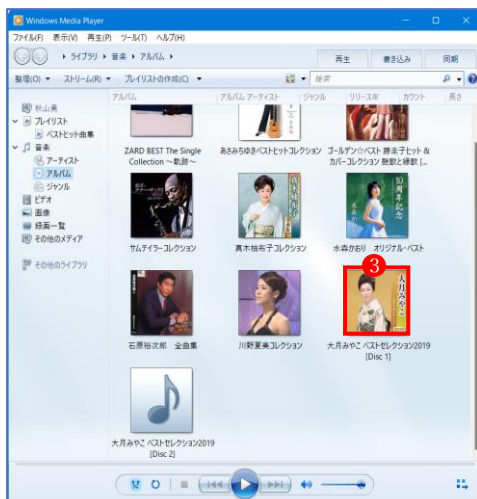 Windows Media Player
ファイル(F) 表示(V) 再生(P) ツール(T) ヘルプ(H)
ライブラリ ▸ 音楽 ▸ アルバム ▸
再生 書き込み 同期
整理(O) ストリーム(R) プレイリストの作成(C) 検索
アルバム アルバム アーティスト ジャンル リリース年 カウント 長さ
秋山勇
プレイリスト
ベストヒット曲集
音楽
アーティスト
アルバム
ジャンル
ビデオ
画像
録画一覧
その他のメディア
その他のライブラリ
ZARD BEST The Single
Collection ～軌跡～
あさみちゆきベストヒットコレクション
ゴールデン☆ベスト 藤圭子ヒット &
カバーコレクション 艶歌と縁歌 [...
真木柚布子
10周年記念
サムテイラーコレクション
真木柚布子コレクション
水森かおり オリジナル・ベスト
3
大月みやこ
石原裕次郎 全曲集
川野夏美コレクション
大月みやこ ベストセレクション2019
[Disc 1]
大月みやこ ベストセレクション2019
[Disc 2]